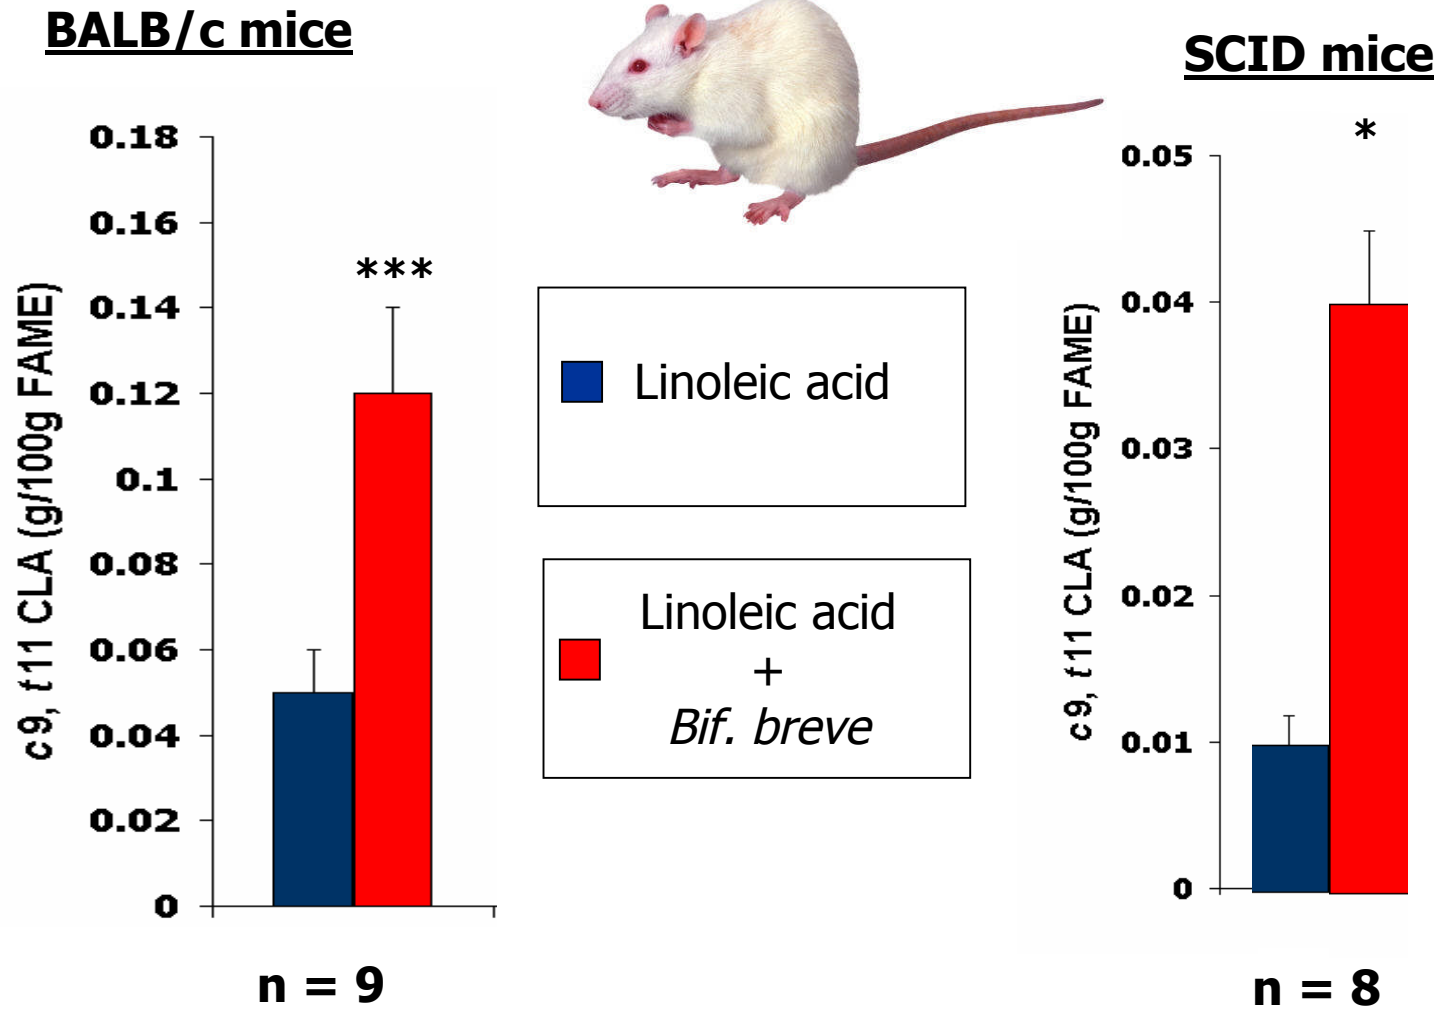 BALB/c mice
SCID mice
c9, t11 CLA (g/100g FAME)
0.18
0.16
0.14
0.12
0.1
0.08
0.06
0.04
0.02
0
***
n = 9
Linoleic acid
Linoleic acid
+
Bif. breve
c9, t11 CLA (g/100g FAME)
0.05
0.04
0.03
0.02
0.01
0
*
n = 8